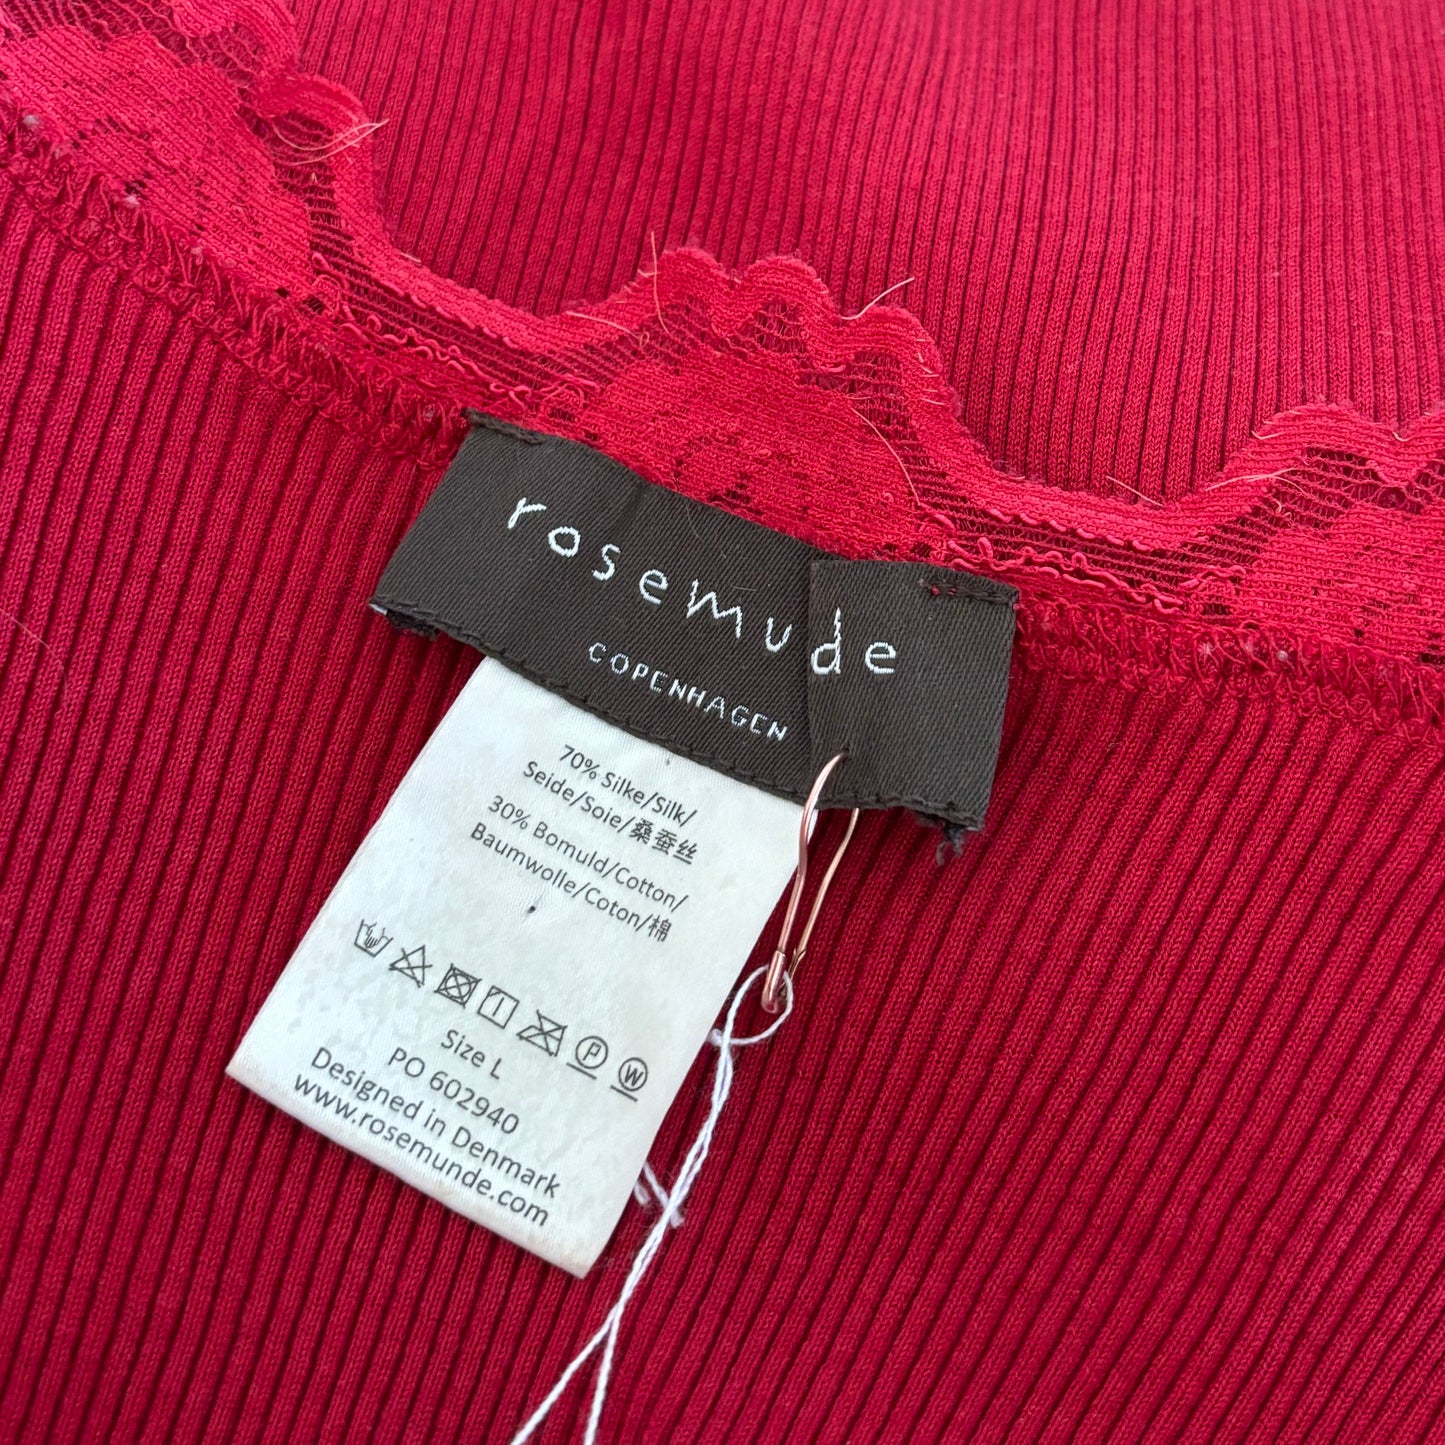 rosemude
COPENHAGEN
70% Silke/Silk/
Seide/Soie/桑蚕丝
30% Bomuld/Cotton/
Baumwolle/Coton/棉
P W
Size L
PO 602940
Designed in Denmark
www.rosemunde.com